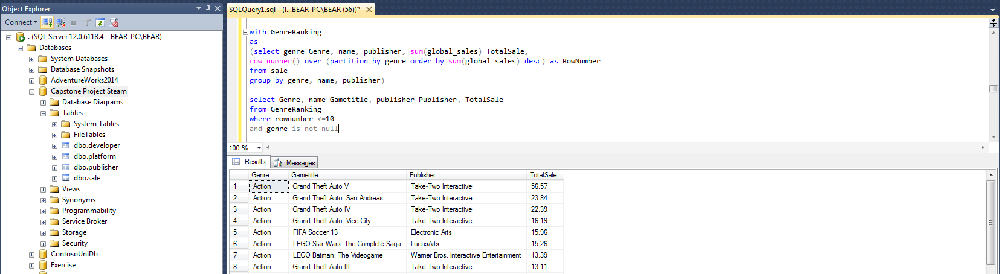 Object Explorer
Connect
. (SQL Server 12.0.6118.4 - BEAR-PC\BEAR)
Databases
System Databases
Database Snapshots
AdventureWorks2014
Capstone Project Steam
Database Diagrams
Tables
System Tables
FileTables
dbo.developer
dbo.platform
dbo.publisher
dbo.sale
Views
Synonyms
Programmability
Service Broker
Storage
Security
ContosoUniDb
Exercise
SQLQuery1.sql - (l...BEAR-PC\BEAR (56))*
with GenreRanking
as
(select genre Genre, name, publisher, sum(global_sales) TotalSale,
row_number() over (partition by genre order by sum(global_sales) desc) as RowNumber
from sale
group by genre, name, publisher)
select Genre, name Gametitle, publisher Publisher, TotalSale
from GenreRanking
where rownumber <=10
and genre is not null
100 %
Results Messages
Genre Gametitle Publisher TotalSale
1 Action Grand Theft Auto V Take-Two Interactive 56.57
2 Action Grand Theft Auto: San Andreas Take-Two Interactive 23.84
3 Action Grand Theft Auto IV Take-Two Interactive 22.39
4 Action Grand Theft Auto: Vice City Take-Two Interactive 16.19
5 Action FIFA Soccer 13 Electronic Arts 15.96
6 Action LEGO Star Wars: The Complete Saga LucasArts 15.26
7 Action LEGO Batman: The Videogame Warner Bros. Interactive Entertainment 13.39
8 Action Grand Theft Auto III Take-Two Interactive 13.11